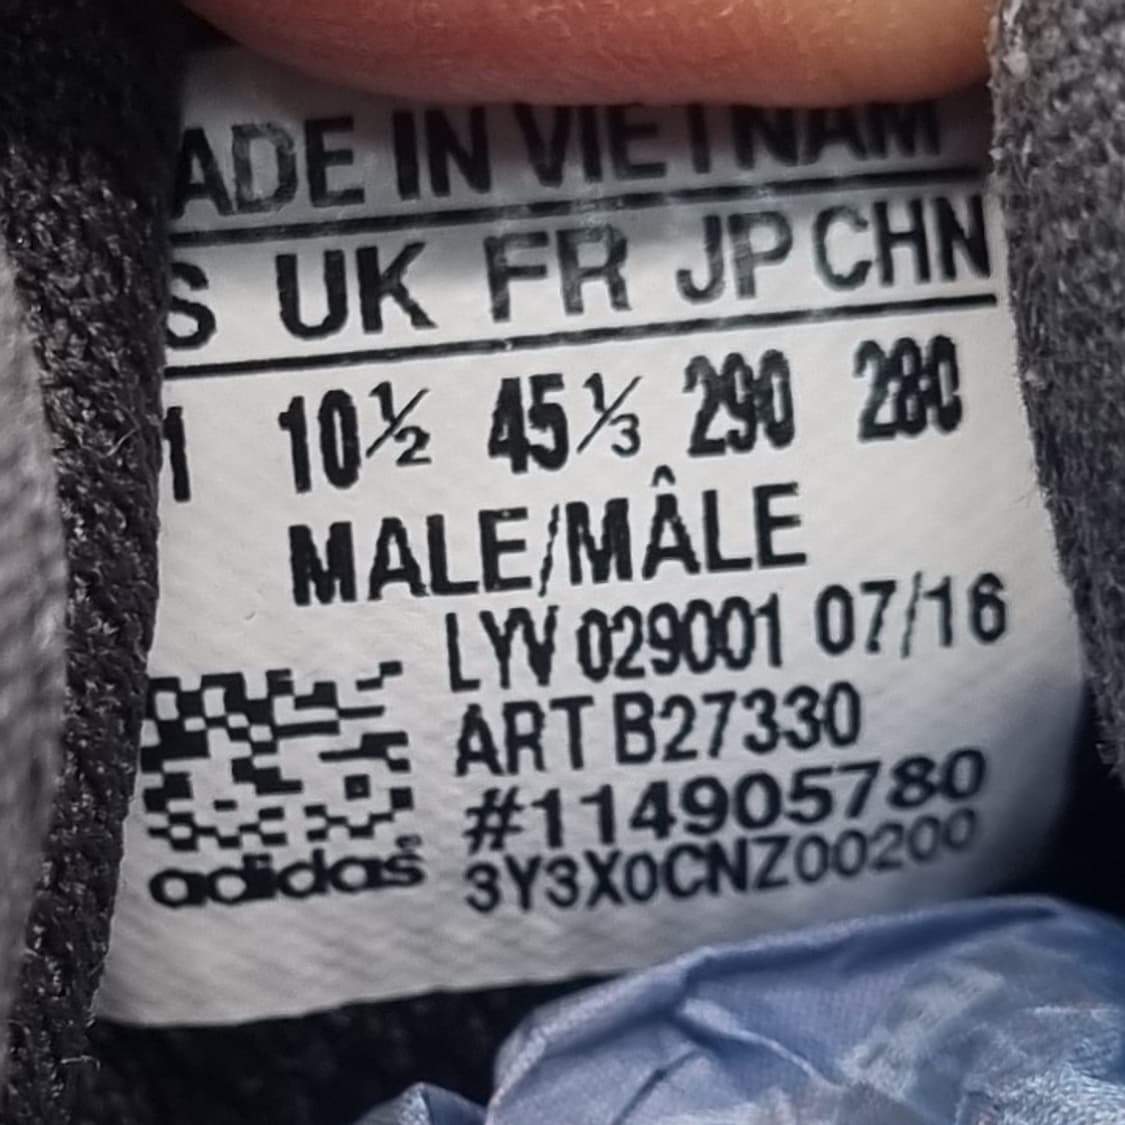 ADE IN VIETNAM
S UK FR JP CHN
1 10½ 45⅓ 290 280
MALE/MÂLE
LYV 029001 07/16
ART B27330
#114905780
3Y3X0CNZ00200
adidas®